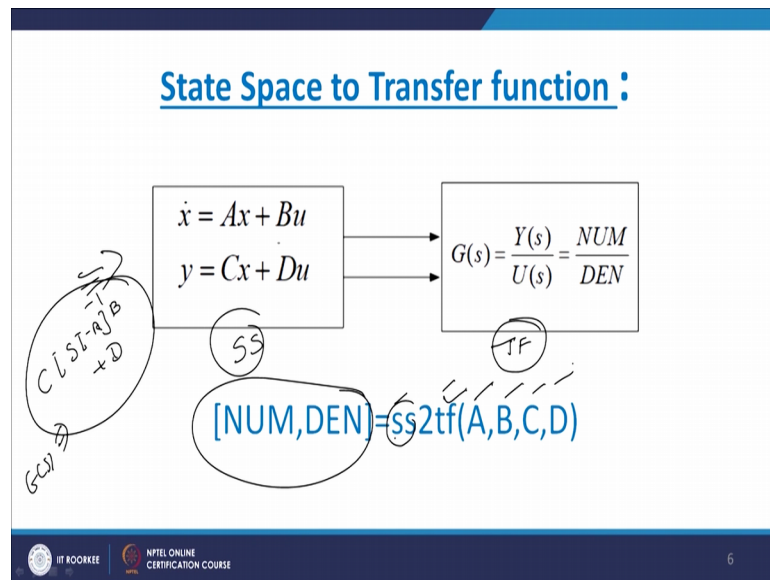 State Space to Transfer function :
ẋ = Ax + Bu
y = Cx + Du
G(s) = Y(s)/U(s) = NUM/DEN
C[SI-A]⁻¹B
+D
G(s) ⇒
SS
TF
[NUM,DEN]=ss2tf(A,B,C,D)
IIT ROORKEE
NPTEL ONLINE
CERTIFICATION COURSE
6